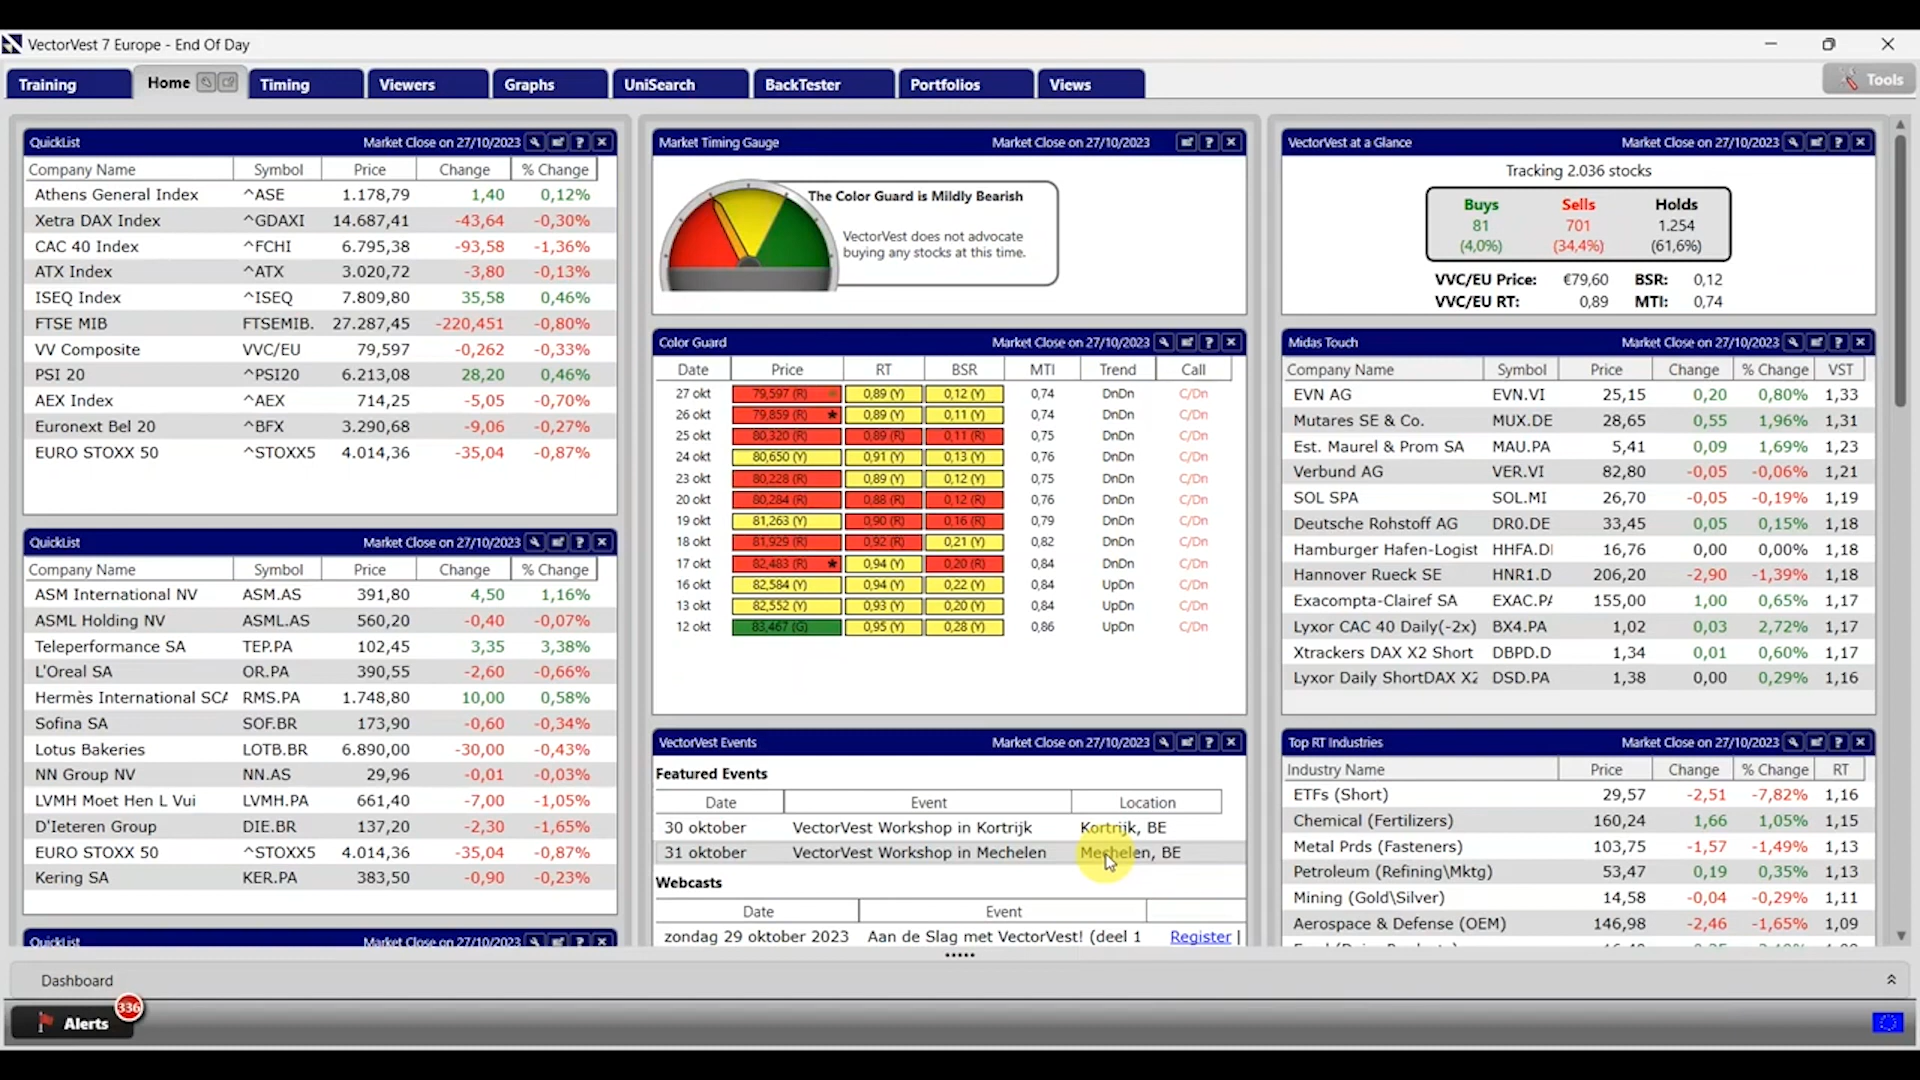 VectorVest 7 Europe - End Of Day
Training
Home
Timing
Viewers
Graphs
UniSearch
BackTester
Portfolios
Views
Tools
QuickList Market Close on 27/10/2023
Company Name Symbol Price Change % Change
Athens General Index ^ASE 1.178,79 1,40 0,12%
Xetra DAX Index ^GDAXI 14.687,41 -43,64 -0,30%
CAC 40 Index ^FCHI 6.795,38 -93,58 -1,36%
ATX Index ^ATX 3.020,72 -3,80 -0,13%
ISEQ Index ^ISEQ 7.809,80 35,58 0,46%
FTSE MIB FTSEMIB. 27.287,45 -220,451 -0,80%
VV Composite VVC/EU 79,597 -0,262 -0,33%
PSI 20 ^PSI20 6.213,08 28,20 0,46%
AEX Index ^AEX 714,25 -5,05 -0,70%
Euronext Bel 20 ^BFX 3.290,68 -9,06 -0,27%
EURO STOXX 50 ^STOXX5 4.014,36 -35,04 -0,87%
QuickList Market Close on 27/10/2023
Company Name Symbol Price Change % Change
ASM International NV ASM.AS 391,80 4,50 1,16%
ASML Holding NV ASML.AS 560,20 -0,40 -0,07%
Teleperformance SA TEP.PA 102,45 3,35 3,38%
L'Oreal SA OR.PA 390,55 -2,60 -0,66%
Hermès International SCA RMS.PA 1.748,80 10,00 0,58%
Sofina SA SOF.BR 173,90 -0,60 -0,34%
Lotus Bakeries LOTB.BR 6.890,00 -30,00 -0,43%
NN Group NV NN.AS 29,96 -0,01 -0,03%
LVMH Moet Hen L Vui LVMH.PA 661,40 -7,00 -1,05%
D'Ieteren Group DIE.BR 137,20 -2,30 -1,65%
EURO STOXX 50 ^STOXX5 4.014,36 -35,04 -0,87%
Kering SA KER.PA 383,50 -0,90 -0,23%
QuickList Market Close on 27/10/2023
Market Timing Gauge Market Close on 27/10/2023
The Color Guard is Mildly Bearish
VectorVest does not advocate
buying any stocks at this time.
Color Guard Market Close on 27/10/2023
Date Price RT BSR MTI Trend Call
27 okt 79,597 (R) 0,89 (Y) 0,12 (Y) 0,74 DnDn C/Dn
26 okt 79,859 (R) * 0,89 (Y) 0,11 (Y) 0,74 DnDn C/Dn
25 okt 80,320 (R) 0,89 (R) 0,11 (R) 0,75 DnDn C/Dn
24 okt 80,650 (Y) 0,91 (Y) 0,13 (Y) 0,76 DnDn C/Dn
23 okt 80,228 (R) 0,89 (Y) 0,12 (Y) 0,75 DnDn C/Dn
20 okt 80,284 (R) 0,88 (R) 0,12 (R) 0,76 DnDn C/Dn
19 okt 81,263 (Y) 0,90 (R) 0,16 (R) 0,79 DnDn C/Dn
18 okt 81,929 (R) 0,92 (R) 0,21 (Y) 0,82 DnDn C/Dn
17 okt 82,483 (R) * 0,94 (Y) 0,20 (R) 0,84 DnDn C/Dn
16 okt 82,584 (Y) 0,94 (Y) 0,22 (Y) 0,84 UpDn C/Dn
13 okt 82,552 (Y) 0,93 (Y) 0,20 (Y) 0,84 UpDn C/Dn
12 okt 83,467 (G) 0,95 (Y) 0,28 (Y) 0,86 UpDn C/Dn
VectorVest Events Market Close on 27/10/2023
Featured Events
Date Event Location
30 oktober VectorVest Workshop in Kortrijk Kortrijk, BE
31 oktober VectorVest Workshop in Mechelen Mechelen, BE
Webcasts
Date Event
zondag 29 oktober 2023 Aan de Slag met VectorVest! (deel 1 Register |
VectorVest at a Glance Market Close on 27/10/2023
Tracking 2.036 stocks
Buys Sells Holds
81 701 1.254
(4,0%) (34,4%) (61,6%)
VVC/EU Price: €79,60 BSR: 0,12
VVC/EU RT: 0,89 MTI: 0,74
Midas Touch Market Close on 27/10/2023
Company Name Symbol Price Change % Change VST
EVN AG EVN.VI 25,15 0,20 0,80% 1,33
Mutares SE & Co. MUX.DE 28,65 0,55 1,96% 1,31
Est. Maurel & Prom SA MAU.PA 5,41 0,09 1,69% 1,23
Verbund AG VER.VI 82,80 -0,05 -0,06% 1,21
SOL SPA SOL.MI 26,70 -0,05 -0,19% 1,19
Deutsche Rohstoff AG DR0.DE 33,45 0,05 0,15% 1,18
Hamburger Hafen-Logist HHFA.D 16,76 0,00 0,00% 1,18
Hannover Rueck SE HNR1.D 206,20 -2,90 -1,39% 1,18
Exacompta-Clairef SA EXAC.PA 155,00 1,00 0,65% 1,17
Lyxor CAC 40 Daily(-2x) BX4.PA 1,02 0,03 2,72% 1,17
Xtrackers DAX X2 Short DBPD.D 1,34 0,01 0,60% 1,17
Lyxor Daily ShortDAX X2 DSD.PA 1,38 0,00 0,29% 1,16
Top RT Industries Market Close on 27/10/2023
Industry Name Price Change % Change RT
ETFs (Short) 29,57 -2,51 -7,82% 1,16
Chemical (Fertilizers) 160,24 1,66 1,05% 1,15
Metal Prds (Fasteners) 103,75 -1,57 -1,49% 1,13
Petroleum (Refining\Mktg) 53,47 0,19 0,35% 1,13
Mining (Gold\Silver) 14,58 -0,04 -0,29% 1,11
Aerospace & Defense (OEM) 146,98 -2,46 -1,65% 1,09
Dashboard
Alerts
336